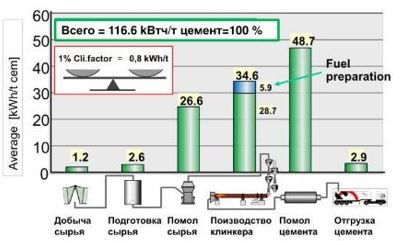 60
50
40
30
20
10
0
Average [kWh/t cem]
Всего = 116.6 kВтч/т цемент=100 %
1% Cli.factor = 0,8 kWh/t
1.2
2.6
26.6
34.6
5.9
28.7
48.7
2.9
Fuel
preparation
Добыча
сырья
Подготовка
сырья
Помол
сырья
Поизводство
клинкера
Помол
цемента
Отгрузка
цемента